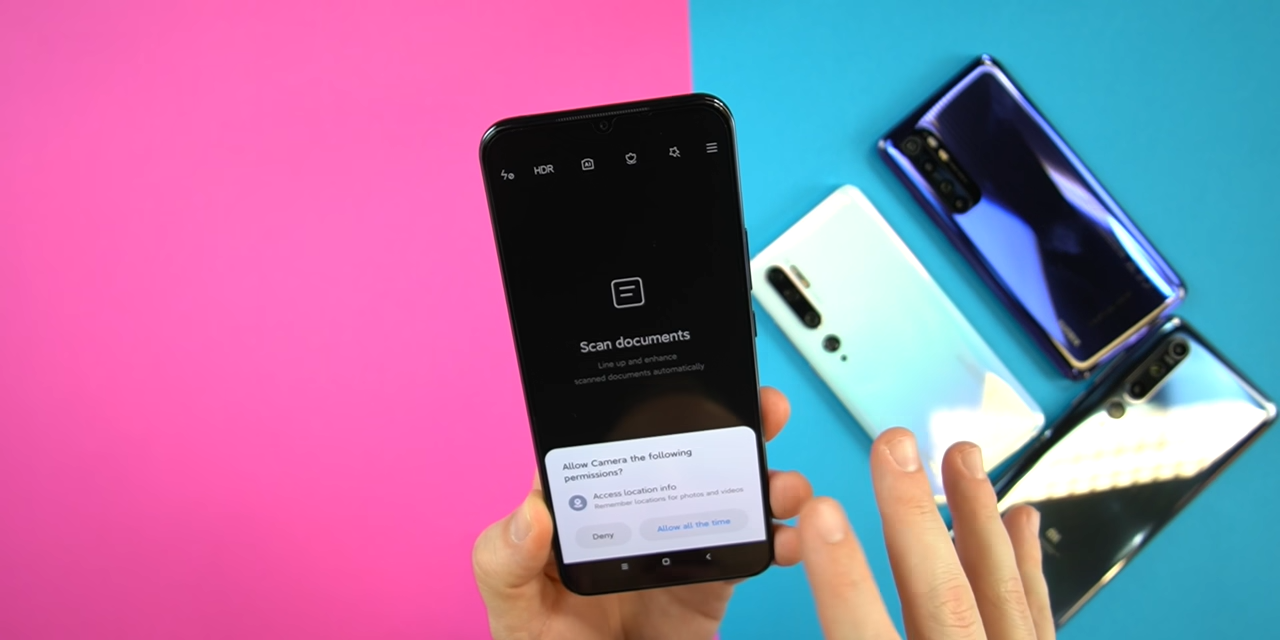 HDR
AI
Scan documents
Line up and enhance
scanned documents automatically
Allow Camera the following
permissions?
Access location info
Remember locations for photos and videos
Deny
Allow all the time